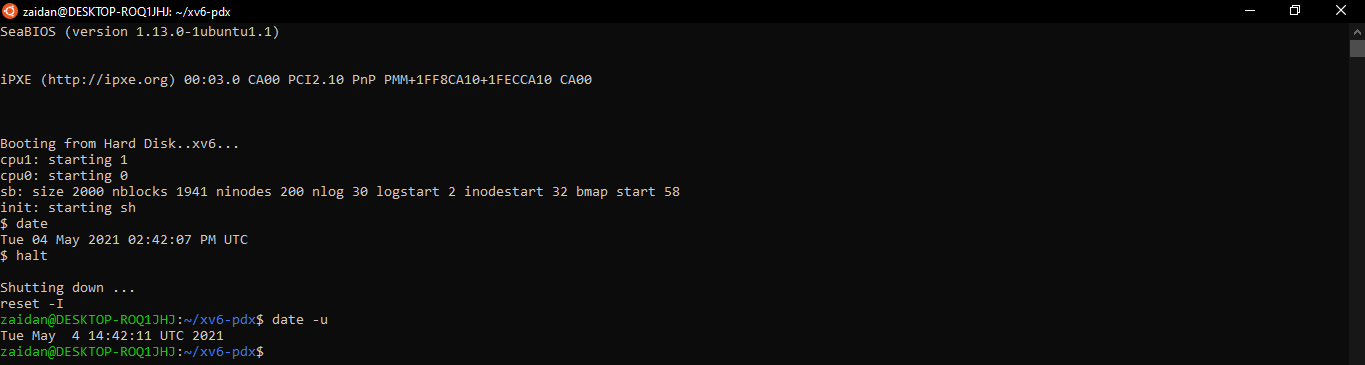 zaidan@DESKTOP-ROQ1JHJ: ~/xv6-pdx
SeaBIOS (version 1.13.0-1ubuntu1.1)
iPXE (http://ipxe.org) 00:03.0 CA00 PCI2.10 PnP PMM+1FF8CA10+1FECCA10 CA00
Booting from Hard Disk..xv6...
cpu1: starting 1
cpu0: starting 0
sb: size 2000 nblocks 1941 ninodes 200 nlog 30 logstart 2 inodestart 32 bmap start 58
init: starting sh
$ date
Tue 04 May 2021 02:42:07 PM UTC
$ halt
Shutting down ...
reset -I
zaidan@DESKTOP-ROQ1JHJ:~/xv6-pdx$ date -u
Tue May  4 14:42:11 UTC 2021
zaidan@DESKTOP-ROQ1JHJ:~/xv6-pdx$